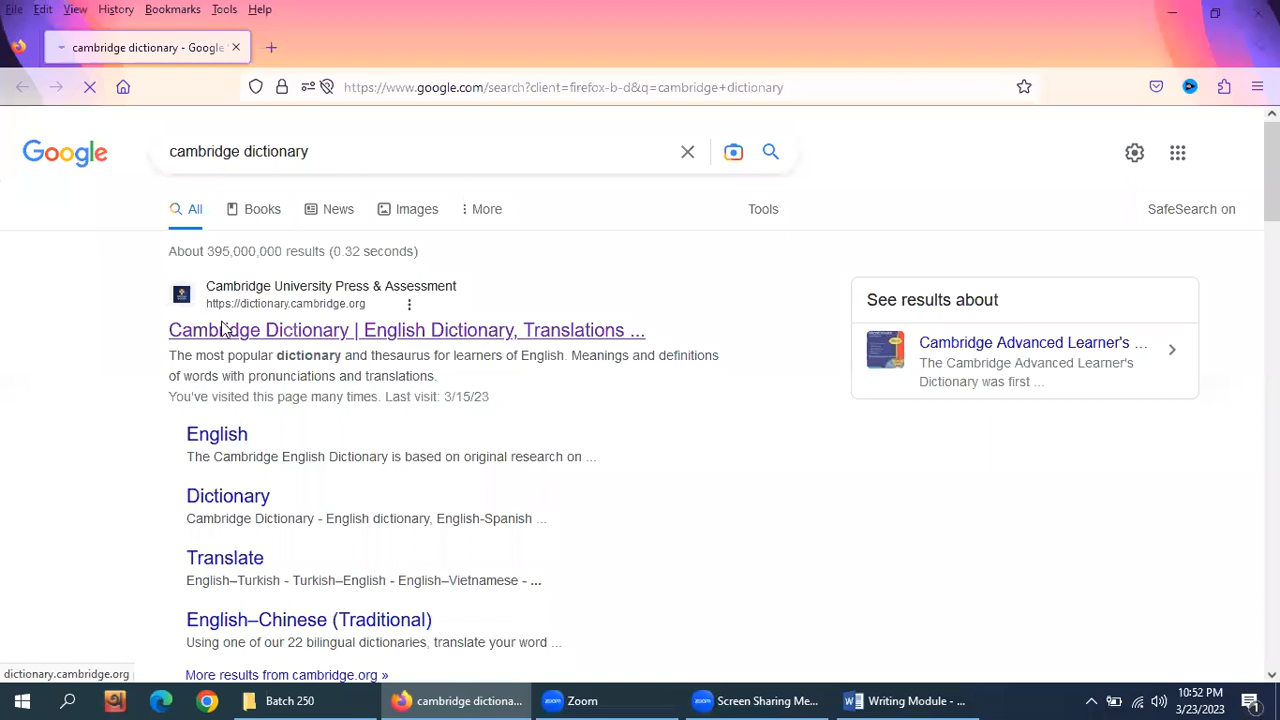 File Edit View History Bookmarks Tools Help
cambridge dictionary - Google
https://www.google.com/search?client=firefox-b-d&q=cambridge+dictionary
Google
cambridge dictionary
All Books News Images More Tools SafeSearch on
About 395,000,000 results (0.32 seconds)
Cambridge University Press & Assessment
https://dictionary.cambridge.org
Cambridge Dictionary | English Dictionary, Translations ...
The most popular dictionary and thesaurus for learners of English. Meanings and definitions
of words with pronunciations and translations.
You've visited this page many times. Last visit: 3/15/23
English
The Cambridge English Dictionary is based on original research on ...
Dictionary
Cambridge Dictionary - English dictionary, English-Spanish ...
Translate
English–Turkish - Turkish–English - English–Vietnamese - ...
English–Chinese (Traditional)
Using one of our 22 bilingual dictionaries, translate your word ...
More results from cambridge.org »
See results about
Cambridge Advanced Learner's ...
The Cambridge Advanced Learner's
Dictionary was first ...
dictionary.cambridge.org
Batch 250
cambridge dictiona...
zoom
Zoom
zoom
Screen Sharing Me...
Writing Module - ...
10:52 PM
3/23/2023
1